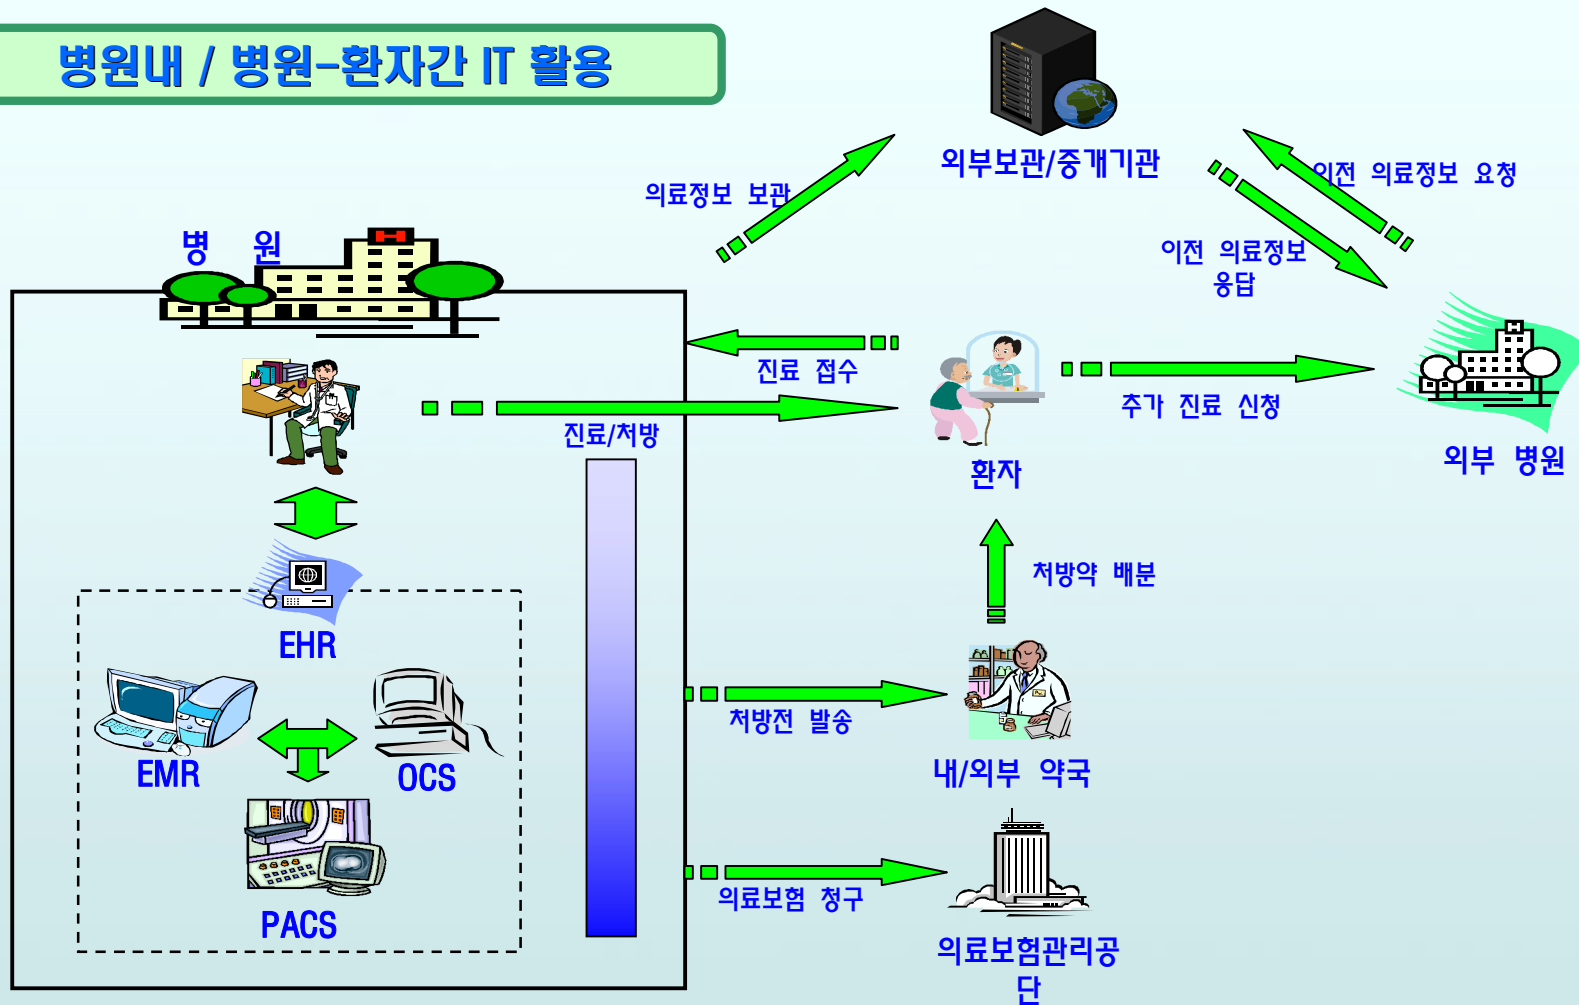 병원내 / 병원-환자간 IT 활용
외부보관/중개기관
의료정보 보관
이전 의료정보 요청
이전 의료정보
응답
병 원
진료 접수
진료/처방
환자
추가 진료 신청
외부 병원
처방약 배분
EHR
EMR
OCS
PACS
처방전 발송
내/외부 약국
의료보험 청구
의료보험관리공
단